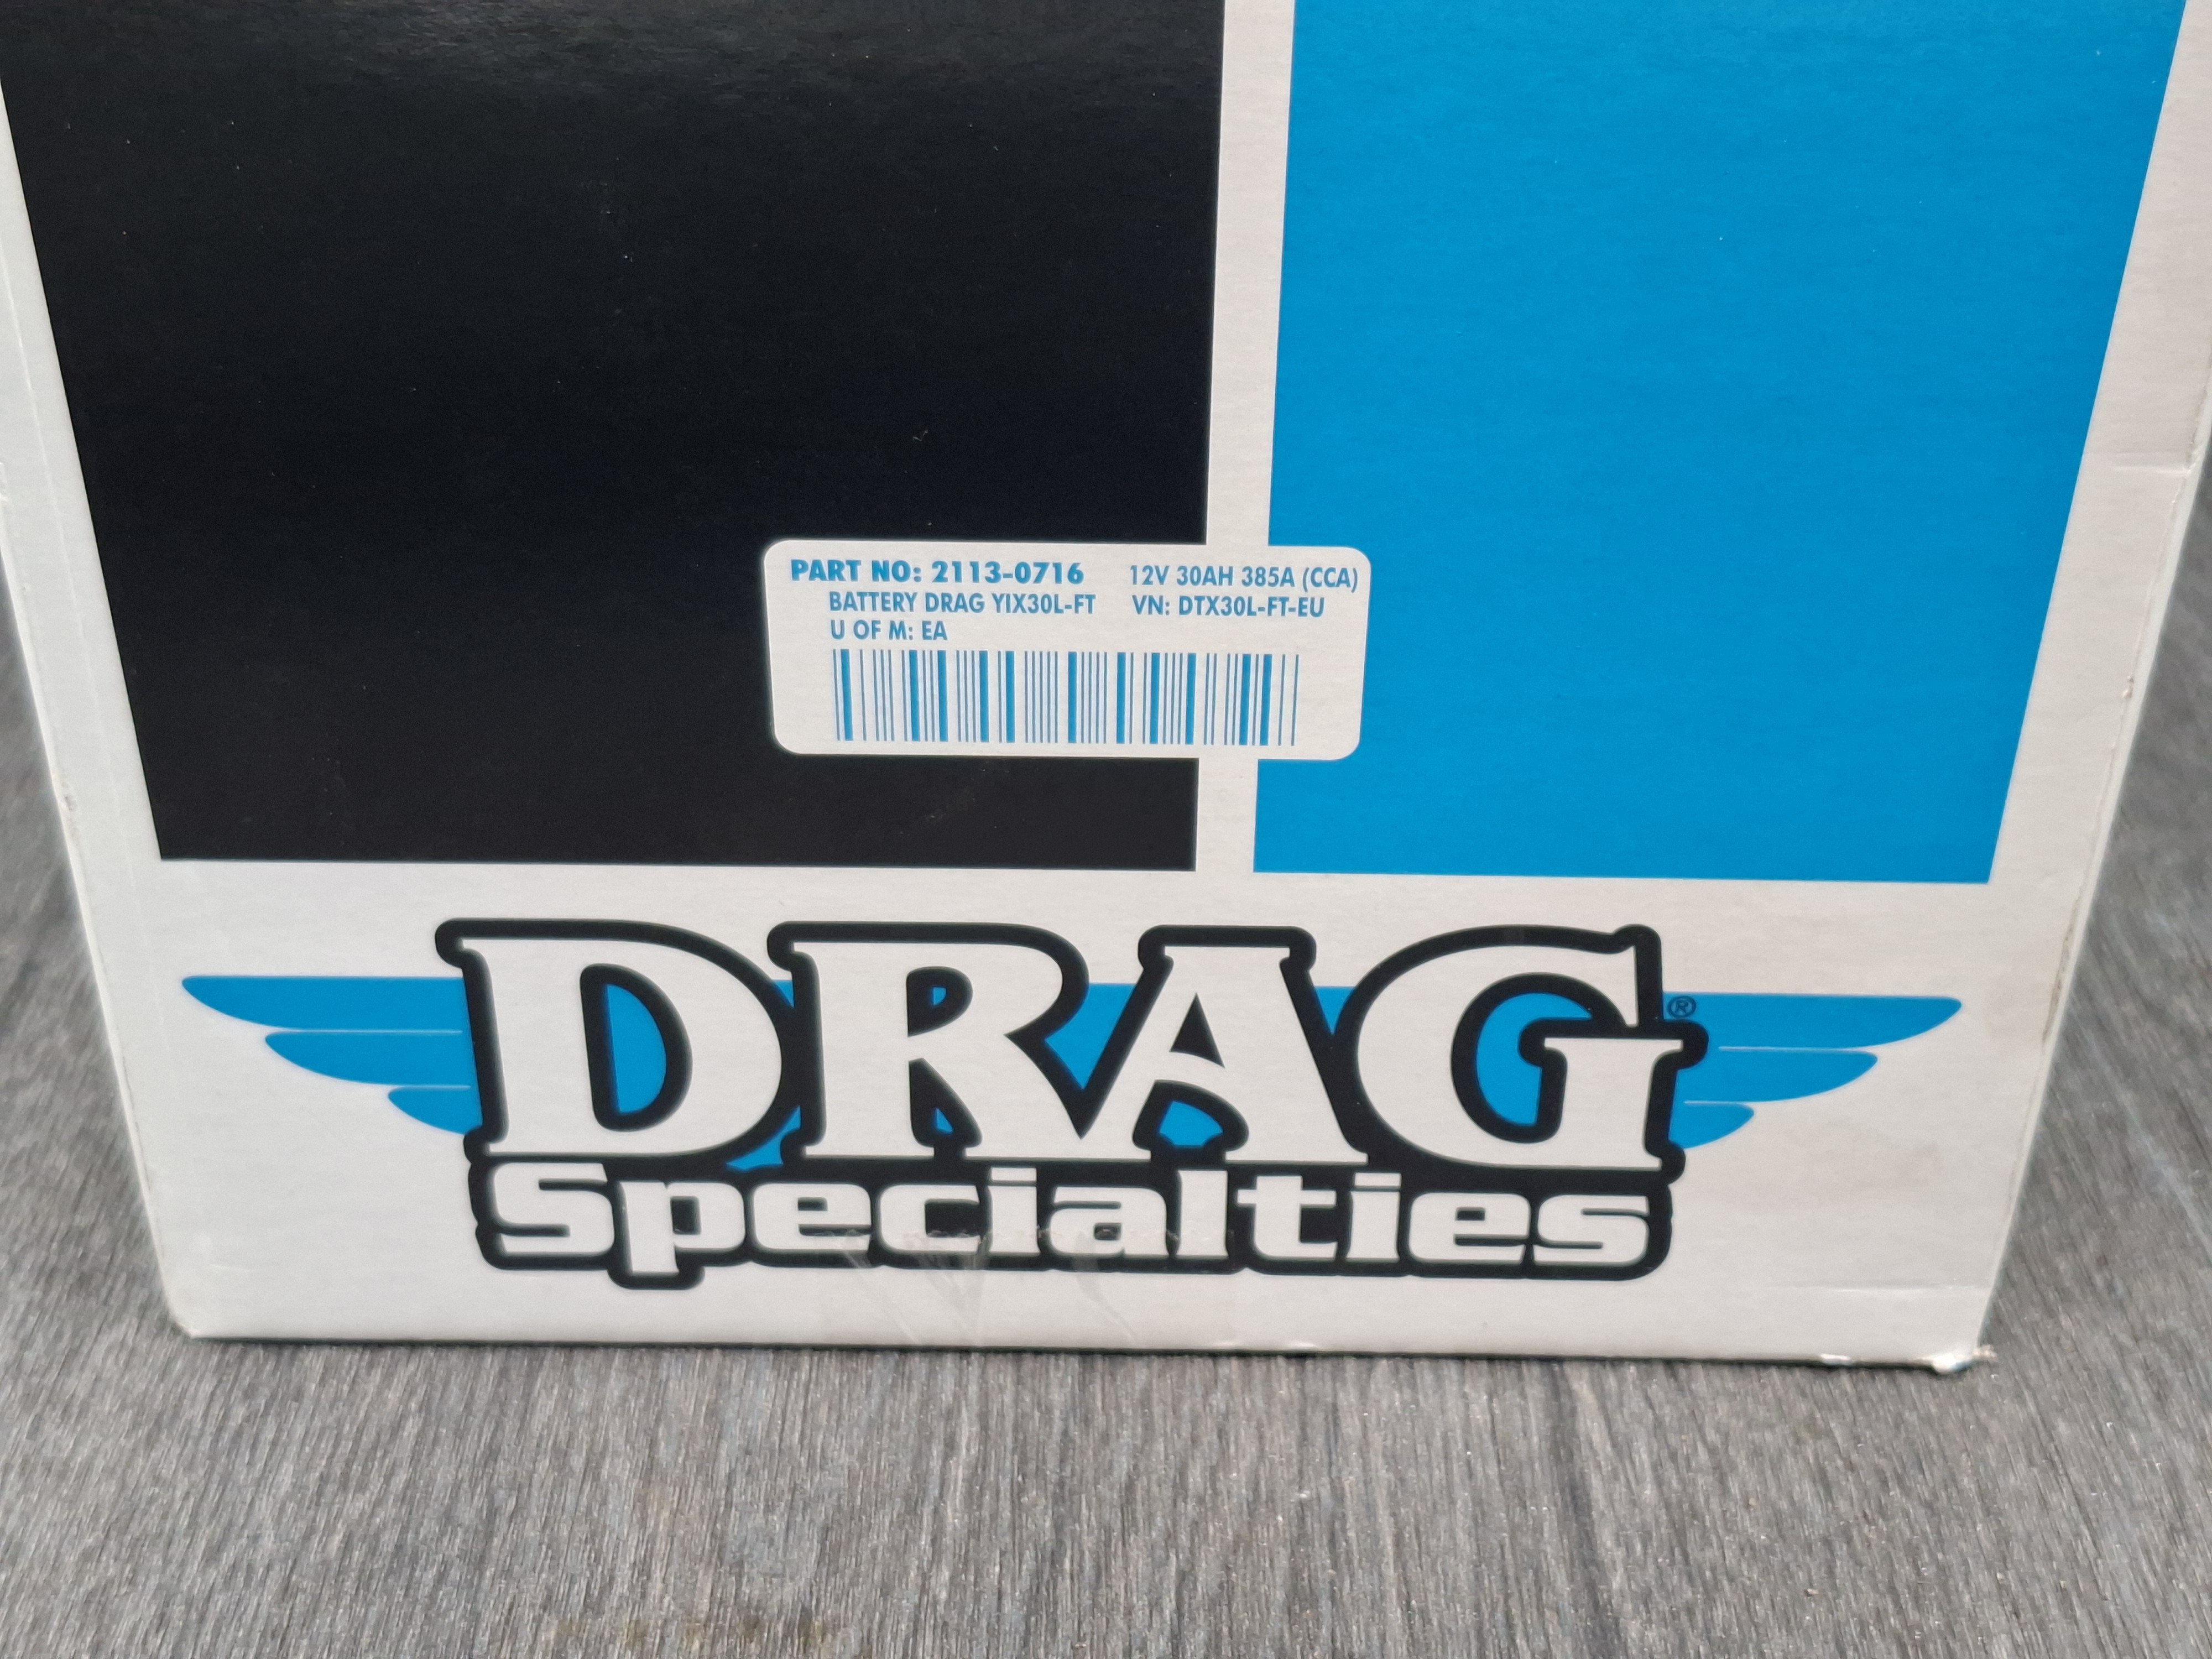 PART NO: 2113-0716 12V 30AH 385A (CCA)
BATTERY DRAG YIX30L-FT VN: DTX30L-FT-EU
U OF M: EA
DRAG®
Specialties